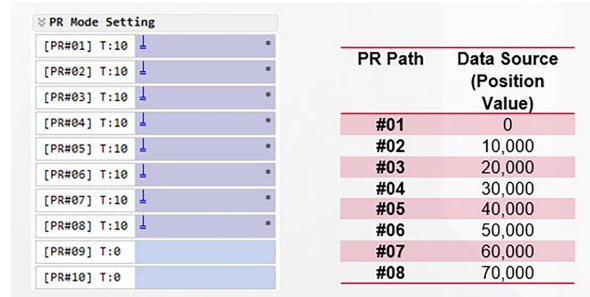 PR Mode Setting
[PR#01] T:10 *
[PR#02] T:10 *
[PR#03] T:10 *
[PR#04] T:10 *
[PR#05] T:10 *
[PR#06] T:10 *
[PR#07] T:10 *
[PR#08] T:10 *
[PR#09] T:0
[PR#10] T:0
PR Path Data Source
(Position
Value)
#01 0
#02 10,000
#03 20,000
#04 30,000
#05 40,000
#06 50,000
#07 60,000
#08 70,000